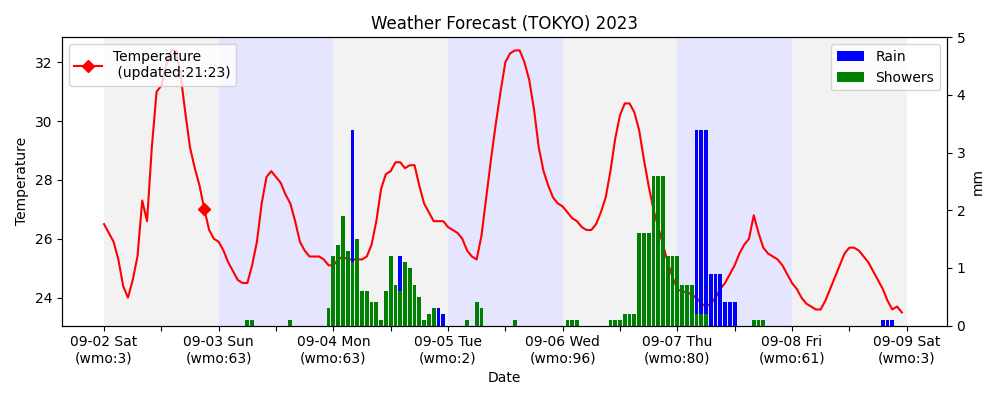 Weather Forecast (TOKYO) 2023
Temperature
(updated:21:23)
Rain
Showers
Temperature
32
30
28
26
24
mm
5
4
3
2
1
0
09-02 Sat
(wmo:3)
09-03 Sun
(wmo:63)
09-04 Mon
(wmo:63)
09-05 Tue
(wmo:2)
09-06 Wed
(wmo:96)
09-07 Thu
(wmo:80)
09-08 Fri
(wmo:61)
09-09 Sat
(wmo:3)
Date